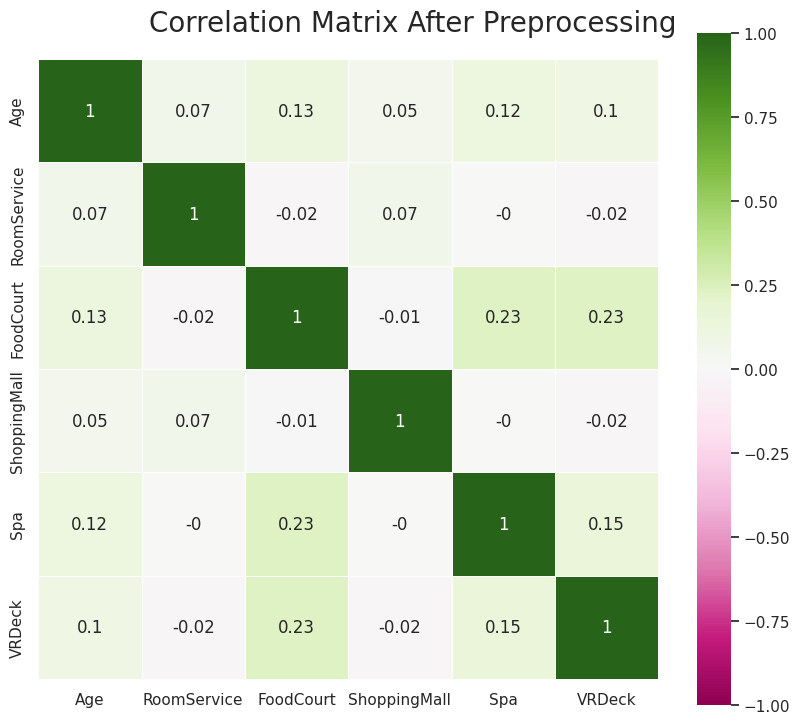 Correlation Matrix After Preprocessing
Age 1 0.07 0.13 0.05 0.12 0.1
RoomService 0.07 1 -0.02 0.07 -0 -0.02
FoodCourt 0.13 -0.02 1 -0.01 0.23 0.23
ShoppingMall 0.05 0.07 -0.01 1 -0 -0.02
Spa 0.12 -0 0.23 -0 1 0.15
VRDeck 0.1 -0.02 0.23 -0.02 0.15 1
Age RoomService FoodCourt ShoppingMall Spa VRDeck
1.00
0.75
0.50
0.25
0.00
−0.25
−0.50
−0.75
−1.00